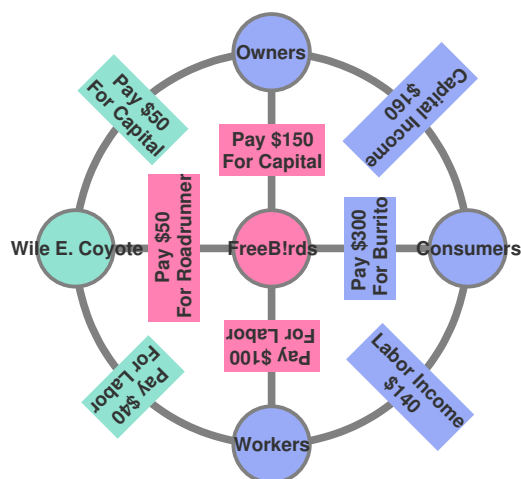 Owners
Pay $50
For Capital
Capital Income
$160
Pay $150
For Capital
Wile E. Coyote
Pay $50
For Roadrunner
FreeB!rds
Pay $300
For Burrito
Consumers
Pay $100
For Labor
Pay $40
For Labor
Labor Income
$140
Workers